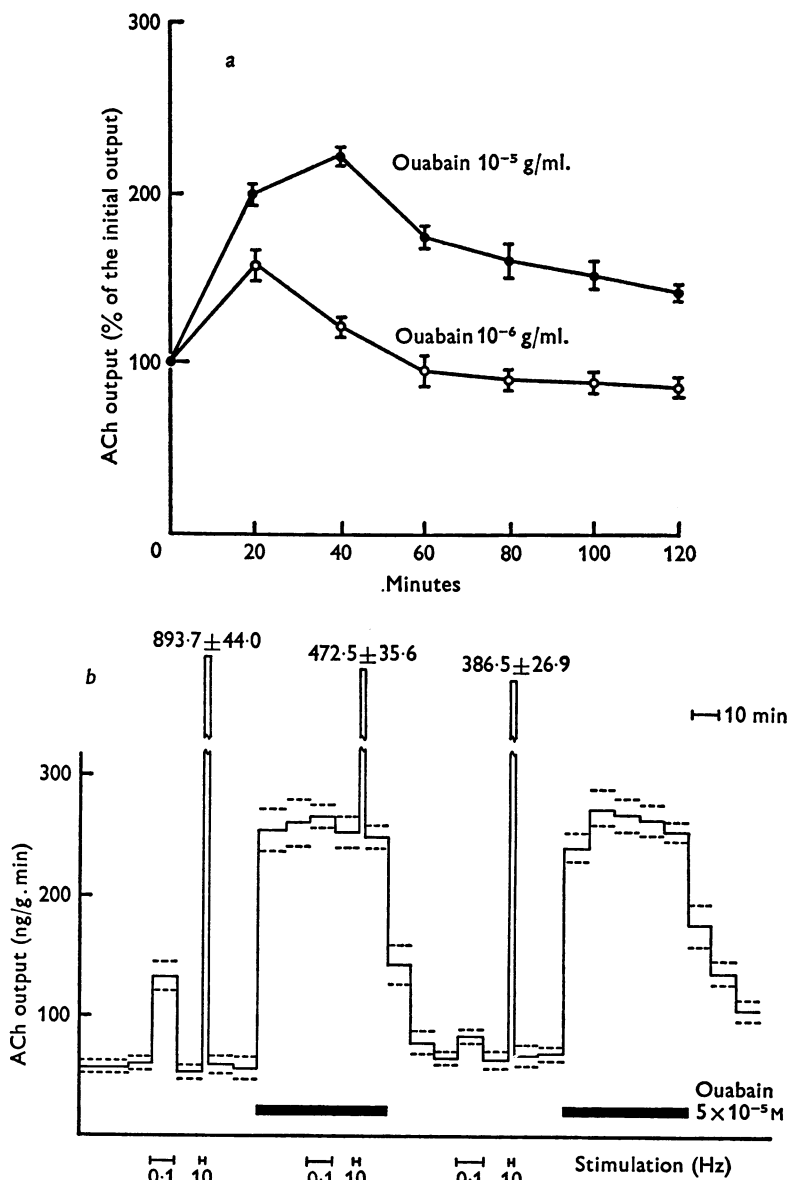 300
a
Ouabain 10⁻⁵ g/ml.
200
Ouabain 10⁻⁶ g/ml.
100
ACh output (% of the initial output)
0 20 40 60 80 100 120
.Minutes
893·7±44·0
472·5±35·6
386·5±26·9
b
10 min
300
200
100
ACh output (ng/g. min)
Ouabain
5×10⁻⁵M
0·1 10 0·1 10 0·1 10 Stimulation (Hz)